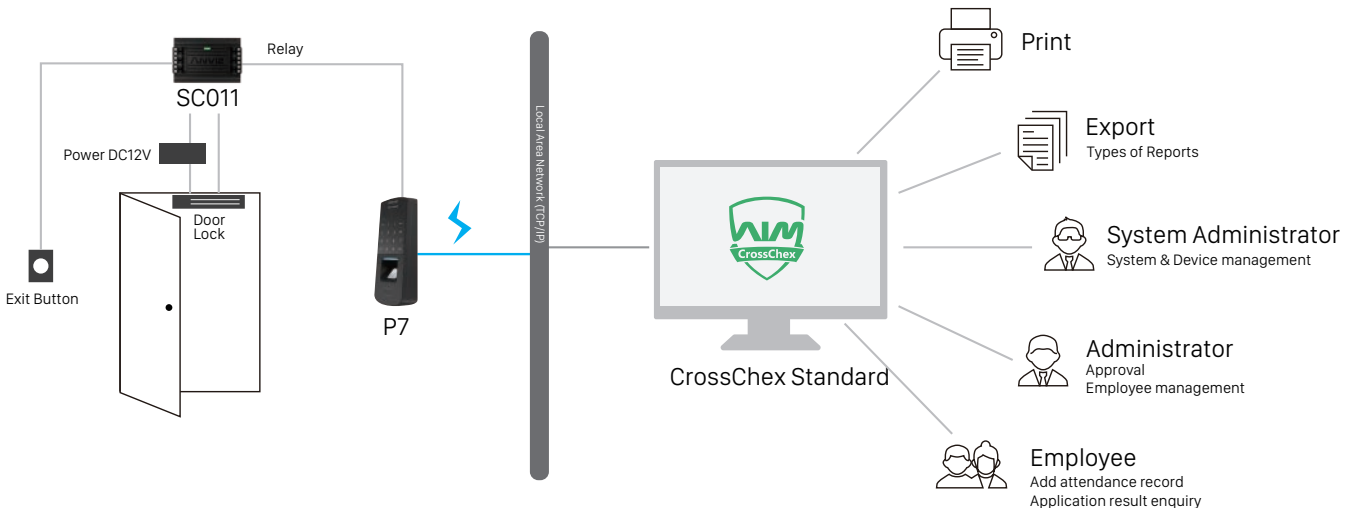 Relay
SC011
Power DC12V
Door
Lock
Exit Button
P7
Local Area Network (TCP/IP)
CrossChex
CrossChex Standard
Print
Export
Types of Reports
System Administrator
System & Device management
Administrator
Approval
Employee management
Employee
Add attendance record
Application result enquiry